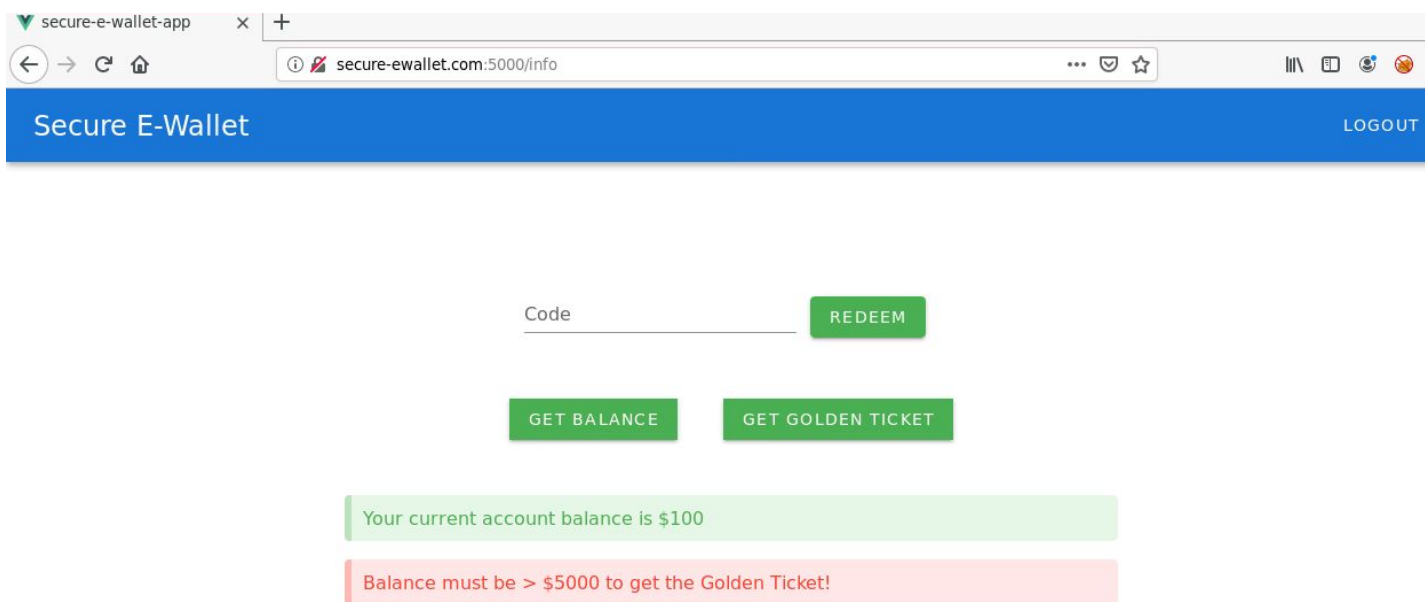 secure-e-wallet-app
secure-ewallet.com:5000/info
Secure E-Wallet
LOGOUT
Code
REDEEM
GET BALANCE
GET GOLDEN TICKET
Your current account balance is $100
Balance must be > $5000 to get the Golden Ticket!